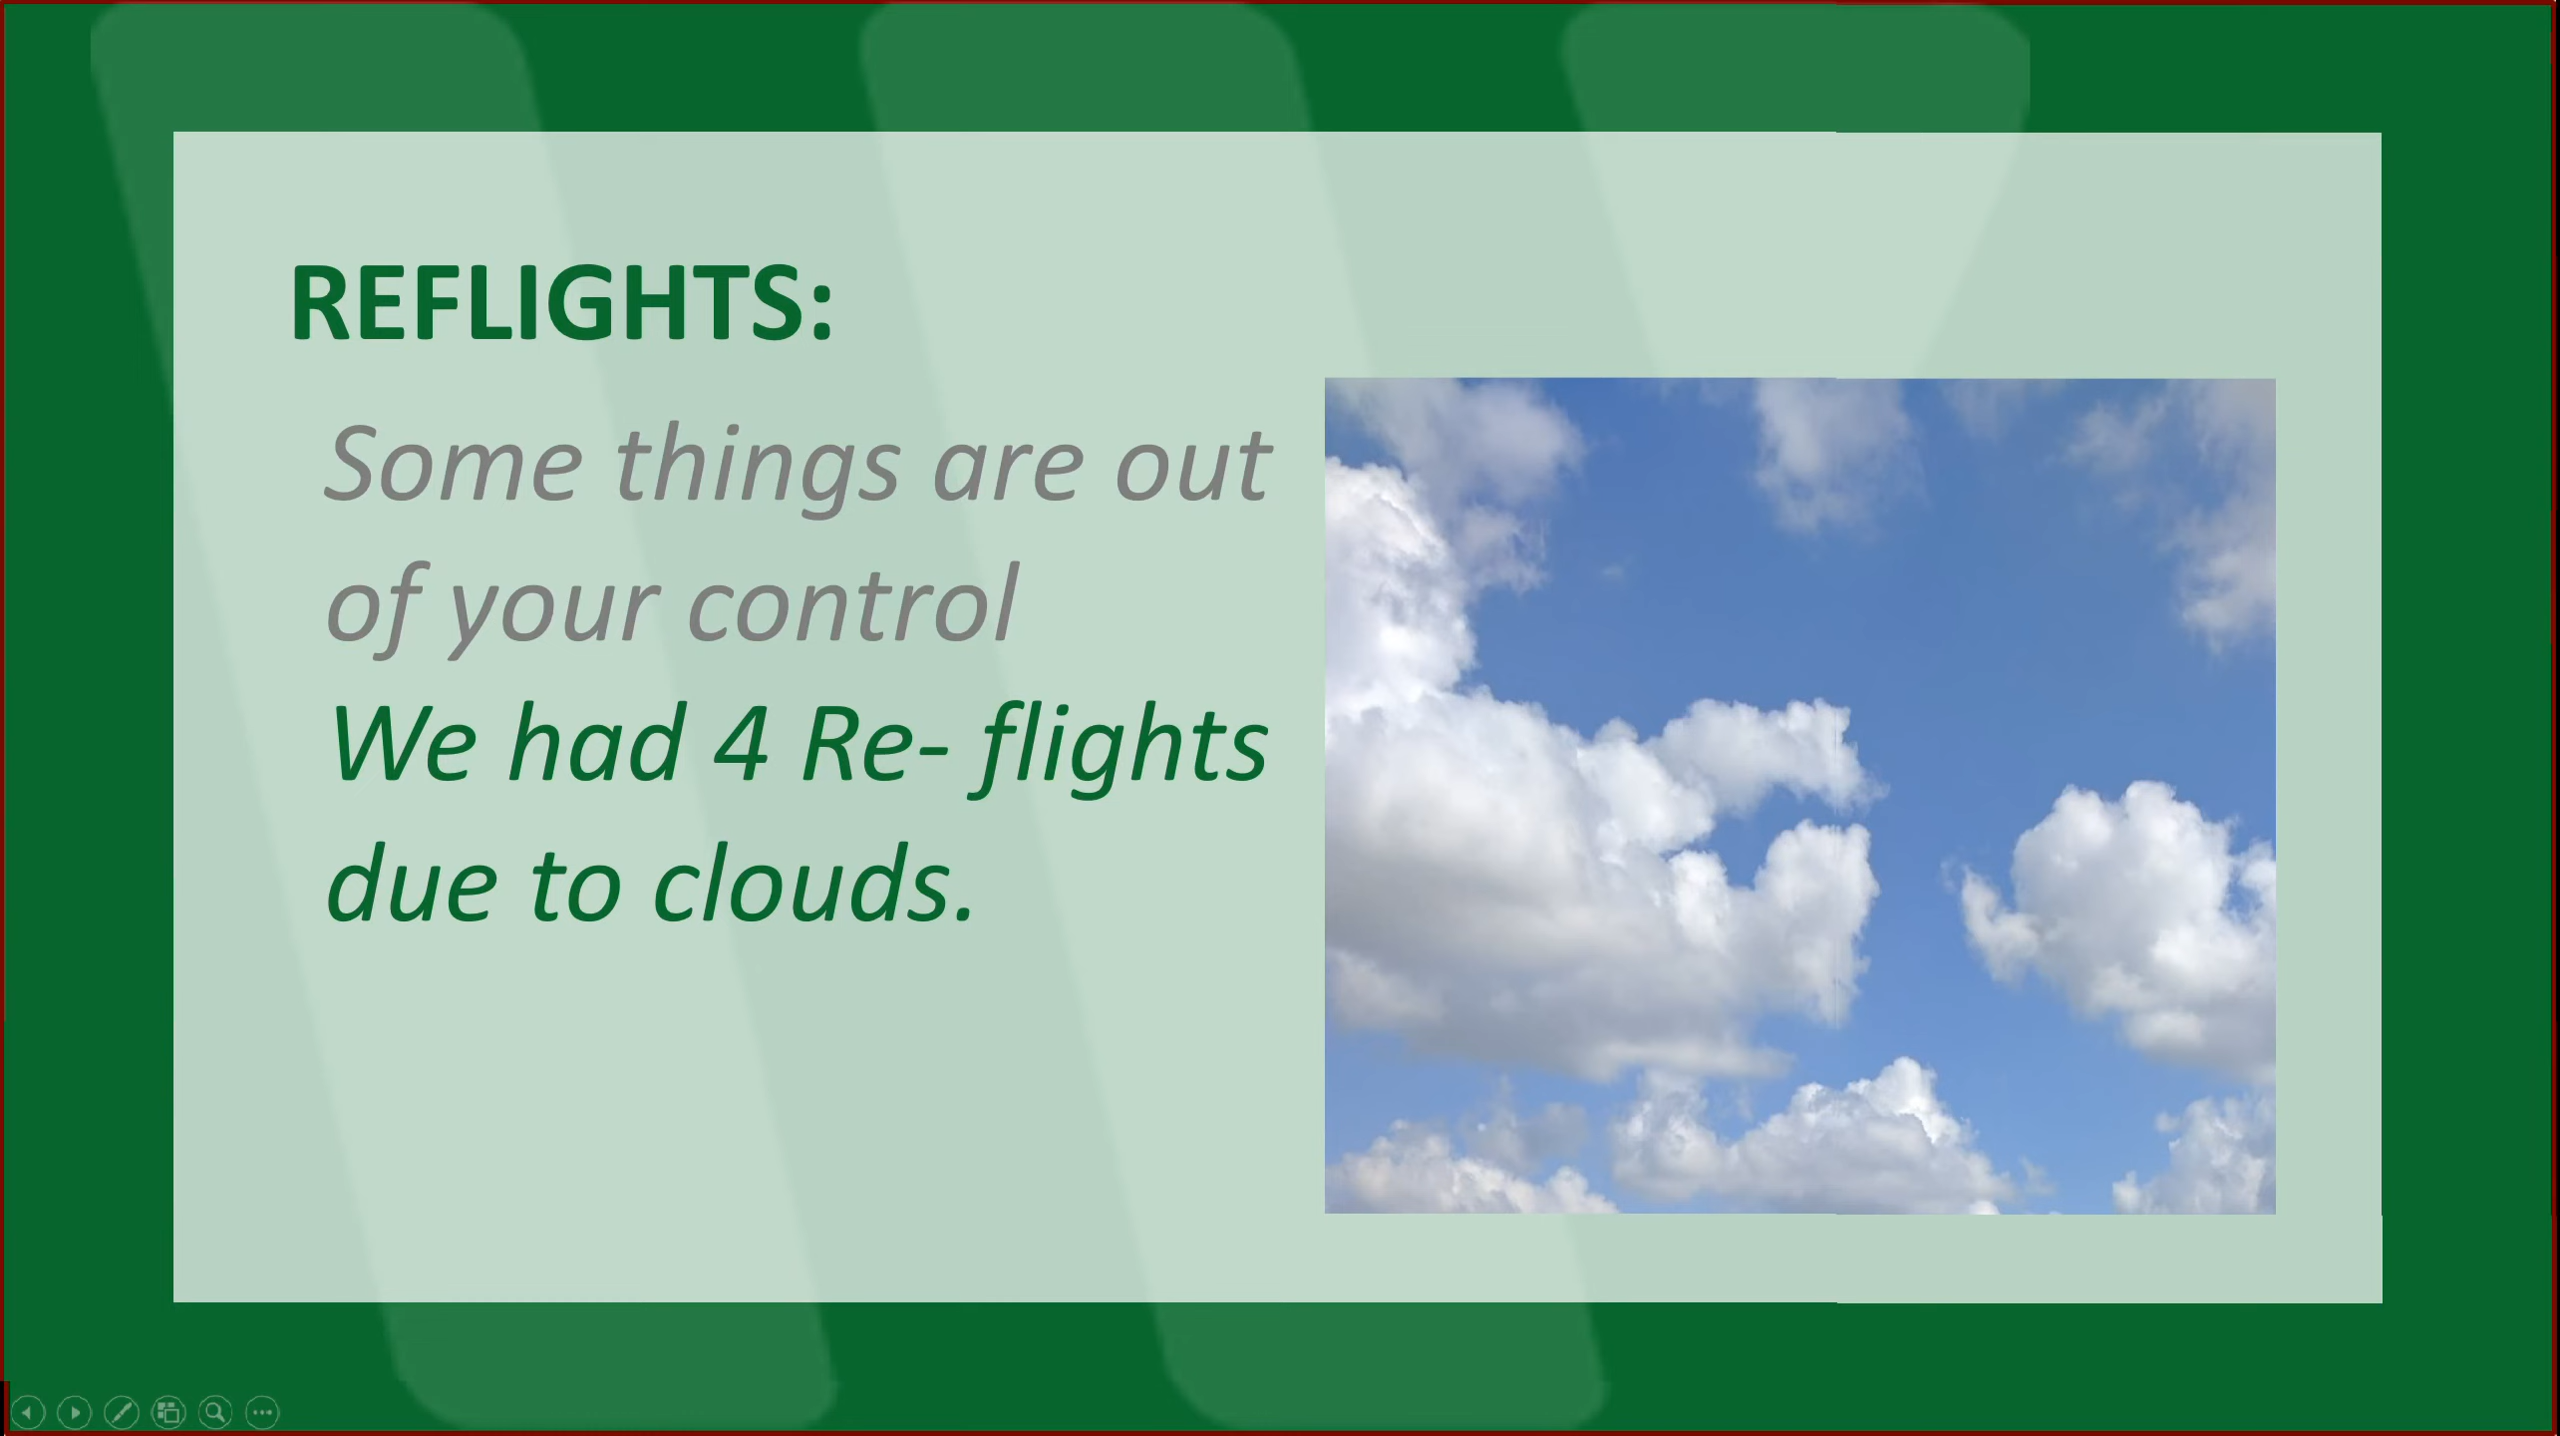 REFLIGHTS:
Some things are out
of your control
We had 4 Re- flights
due to clouds.